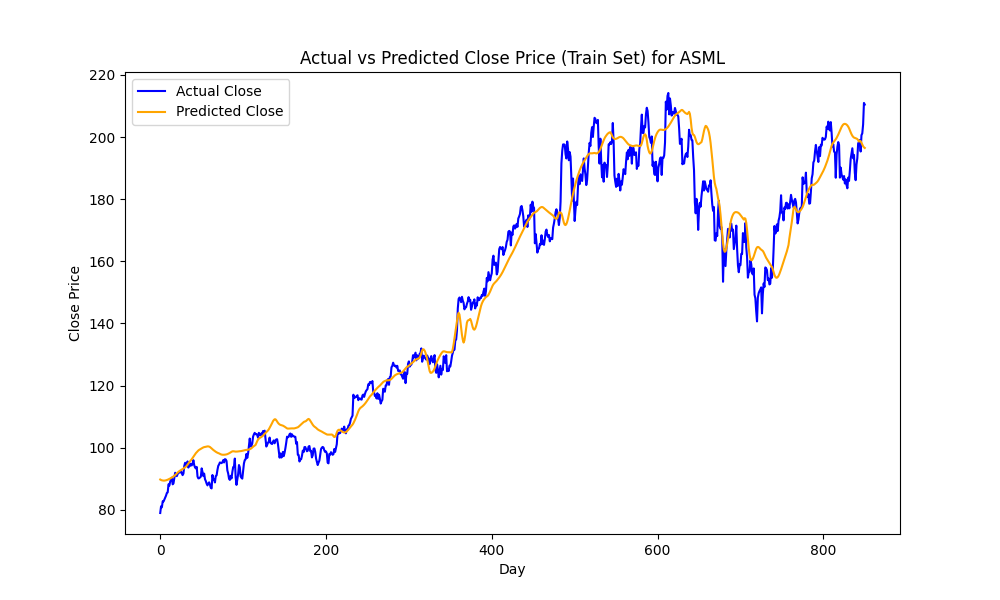 Actual vs Predicted Close Price (Train Set) for ASML
Actual Close
Predicted Close
220
200
180
160
140
120
100
80
Close Price
0 200 400 600 800
Day